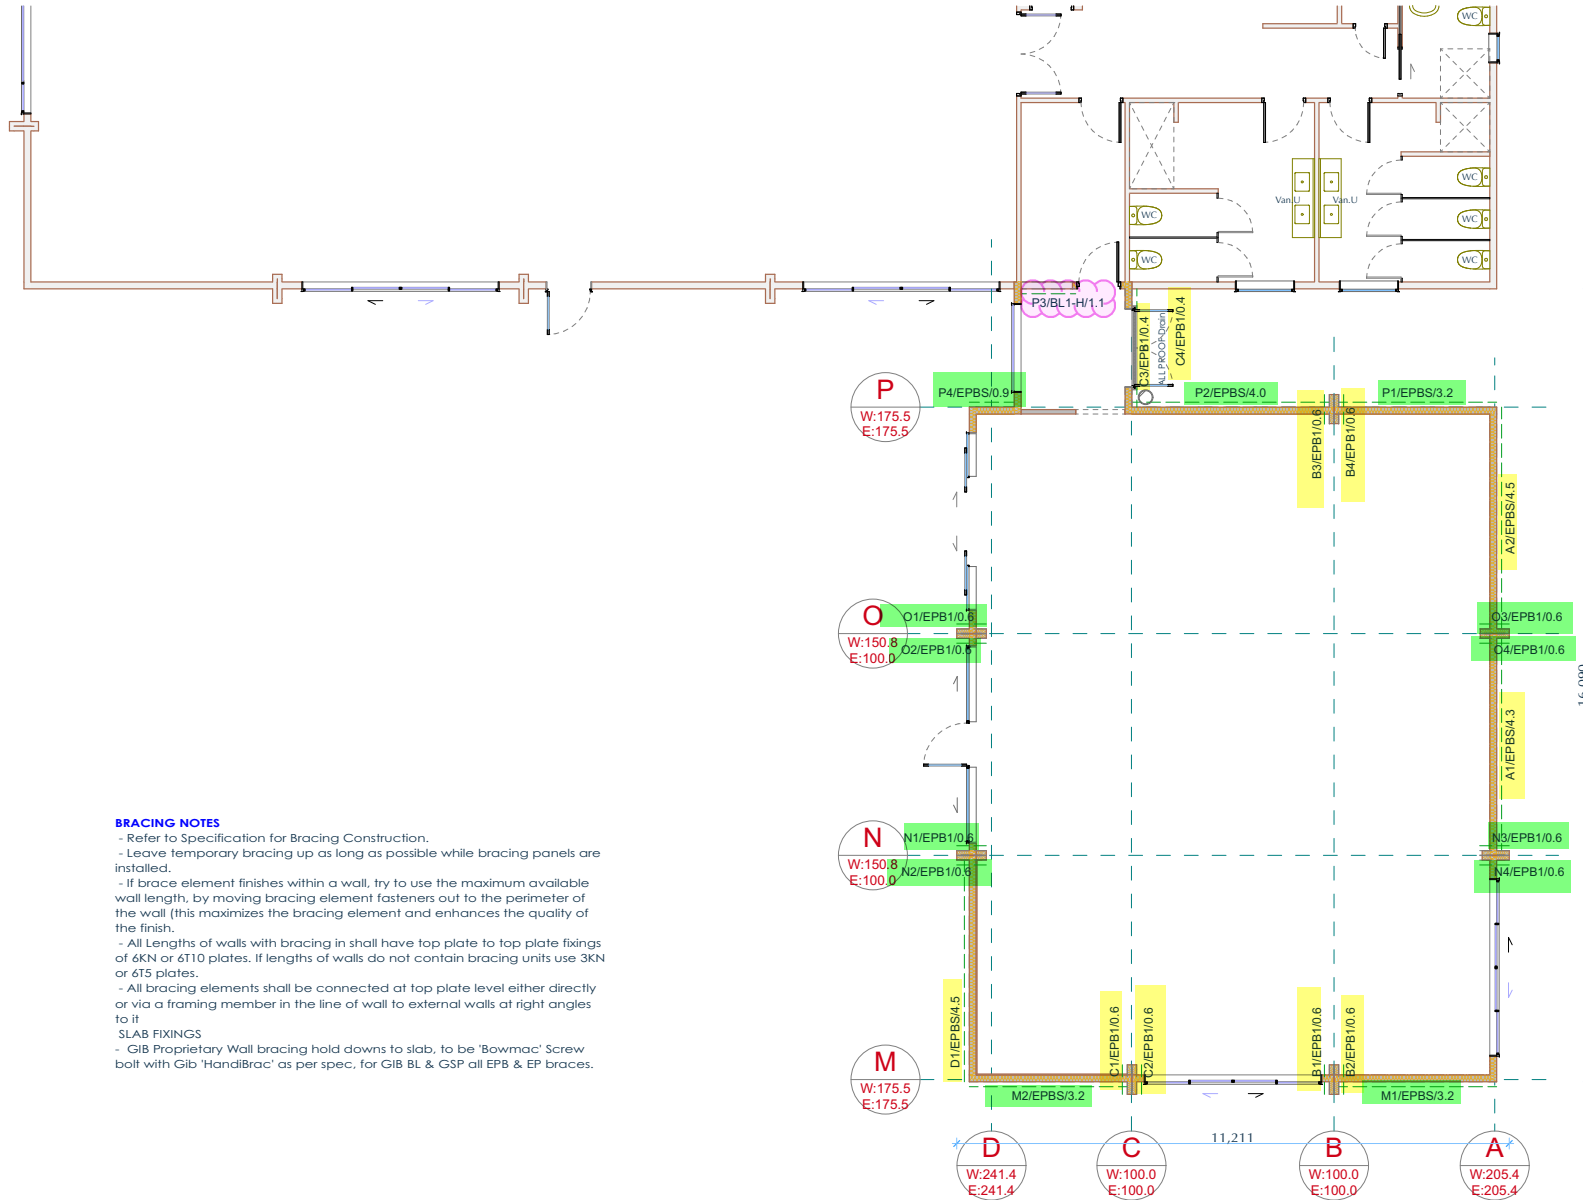 WC
WC
Van.U
Van.U
WC
WC
WC
WC
WC
P3/BL1-H/1.1
C3/EPB1/0.4
ALL PROOF Drain
C4/EPB1/0.4
P
W:175.5
E:175.5
P4/EPBS/0.9
P2/EPBS/4.0
P1/EPBS/3.2
B3/EPB1/0.6
B4/EPB1/0.6
A2/EPBS/4.5
O
W:150.8
E:100.0
O1/EPB1/0.6
O2/EPB1/0.6
O3/EPB1/0.6
O4/EPB1/0.6
A1/EPBS/4.3
N
W:150.8
E:100.0
N1/EPB1/0.6
N2/EPB1/0.6
N3/EPB1/0.6
N4/EPB1/0.6
BRACING NOTES
- Refer to Specification for Bracing Construction.
- Leave temporary bracing up as long as possible while bracing panels are
installed.
- If brace element finishes within a wall, try to use the maximum available
wall length, by moving bracing element fasteners out to the perimeter of
the wall (this maximizes the bracing element and enhances the quality of
the finish.
- All Lengths of walls with bracing in shall have top plate to top plate fixings
of 6KN or 6T10 plates. If lengths of walls do not contain bracing units use 3KN
or 6T5 plates.
- All bracing elements shall be connected at top plate level either directly
or via a framing member in the line of wall to external walls at right angles
to it
SLAB FIXINGS
- GIB Proprietary Wall bracing hold downs to slab, to be 'Bowmac' Screw
bolt with Gib 'HandiBrac' as per spec, for GIB BL & GSP all EPB & EP braces.
D1/EPBS/4.5
C1/EPB1/0.6
C2/EPB1/0.6
B1/EPB1/0.6
B2/EPB1/0.6
M
W:175.5
E:175.5
M2/EPBS/3.2
M1/EPBS/3.2
11,211
D
W:241.4
E:241.4
C
W:100.0
E:100.0
B
W:100.0
E:100.0
A
W:205.4
E:205.4